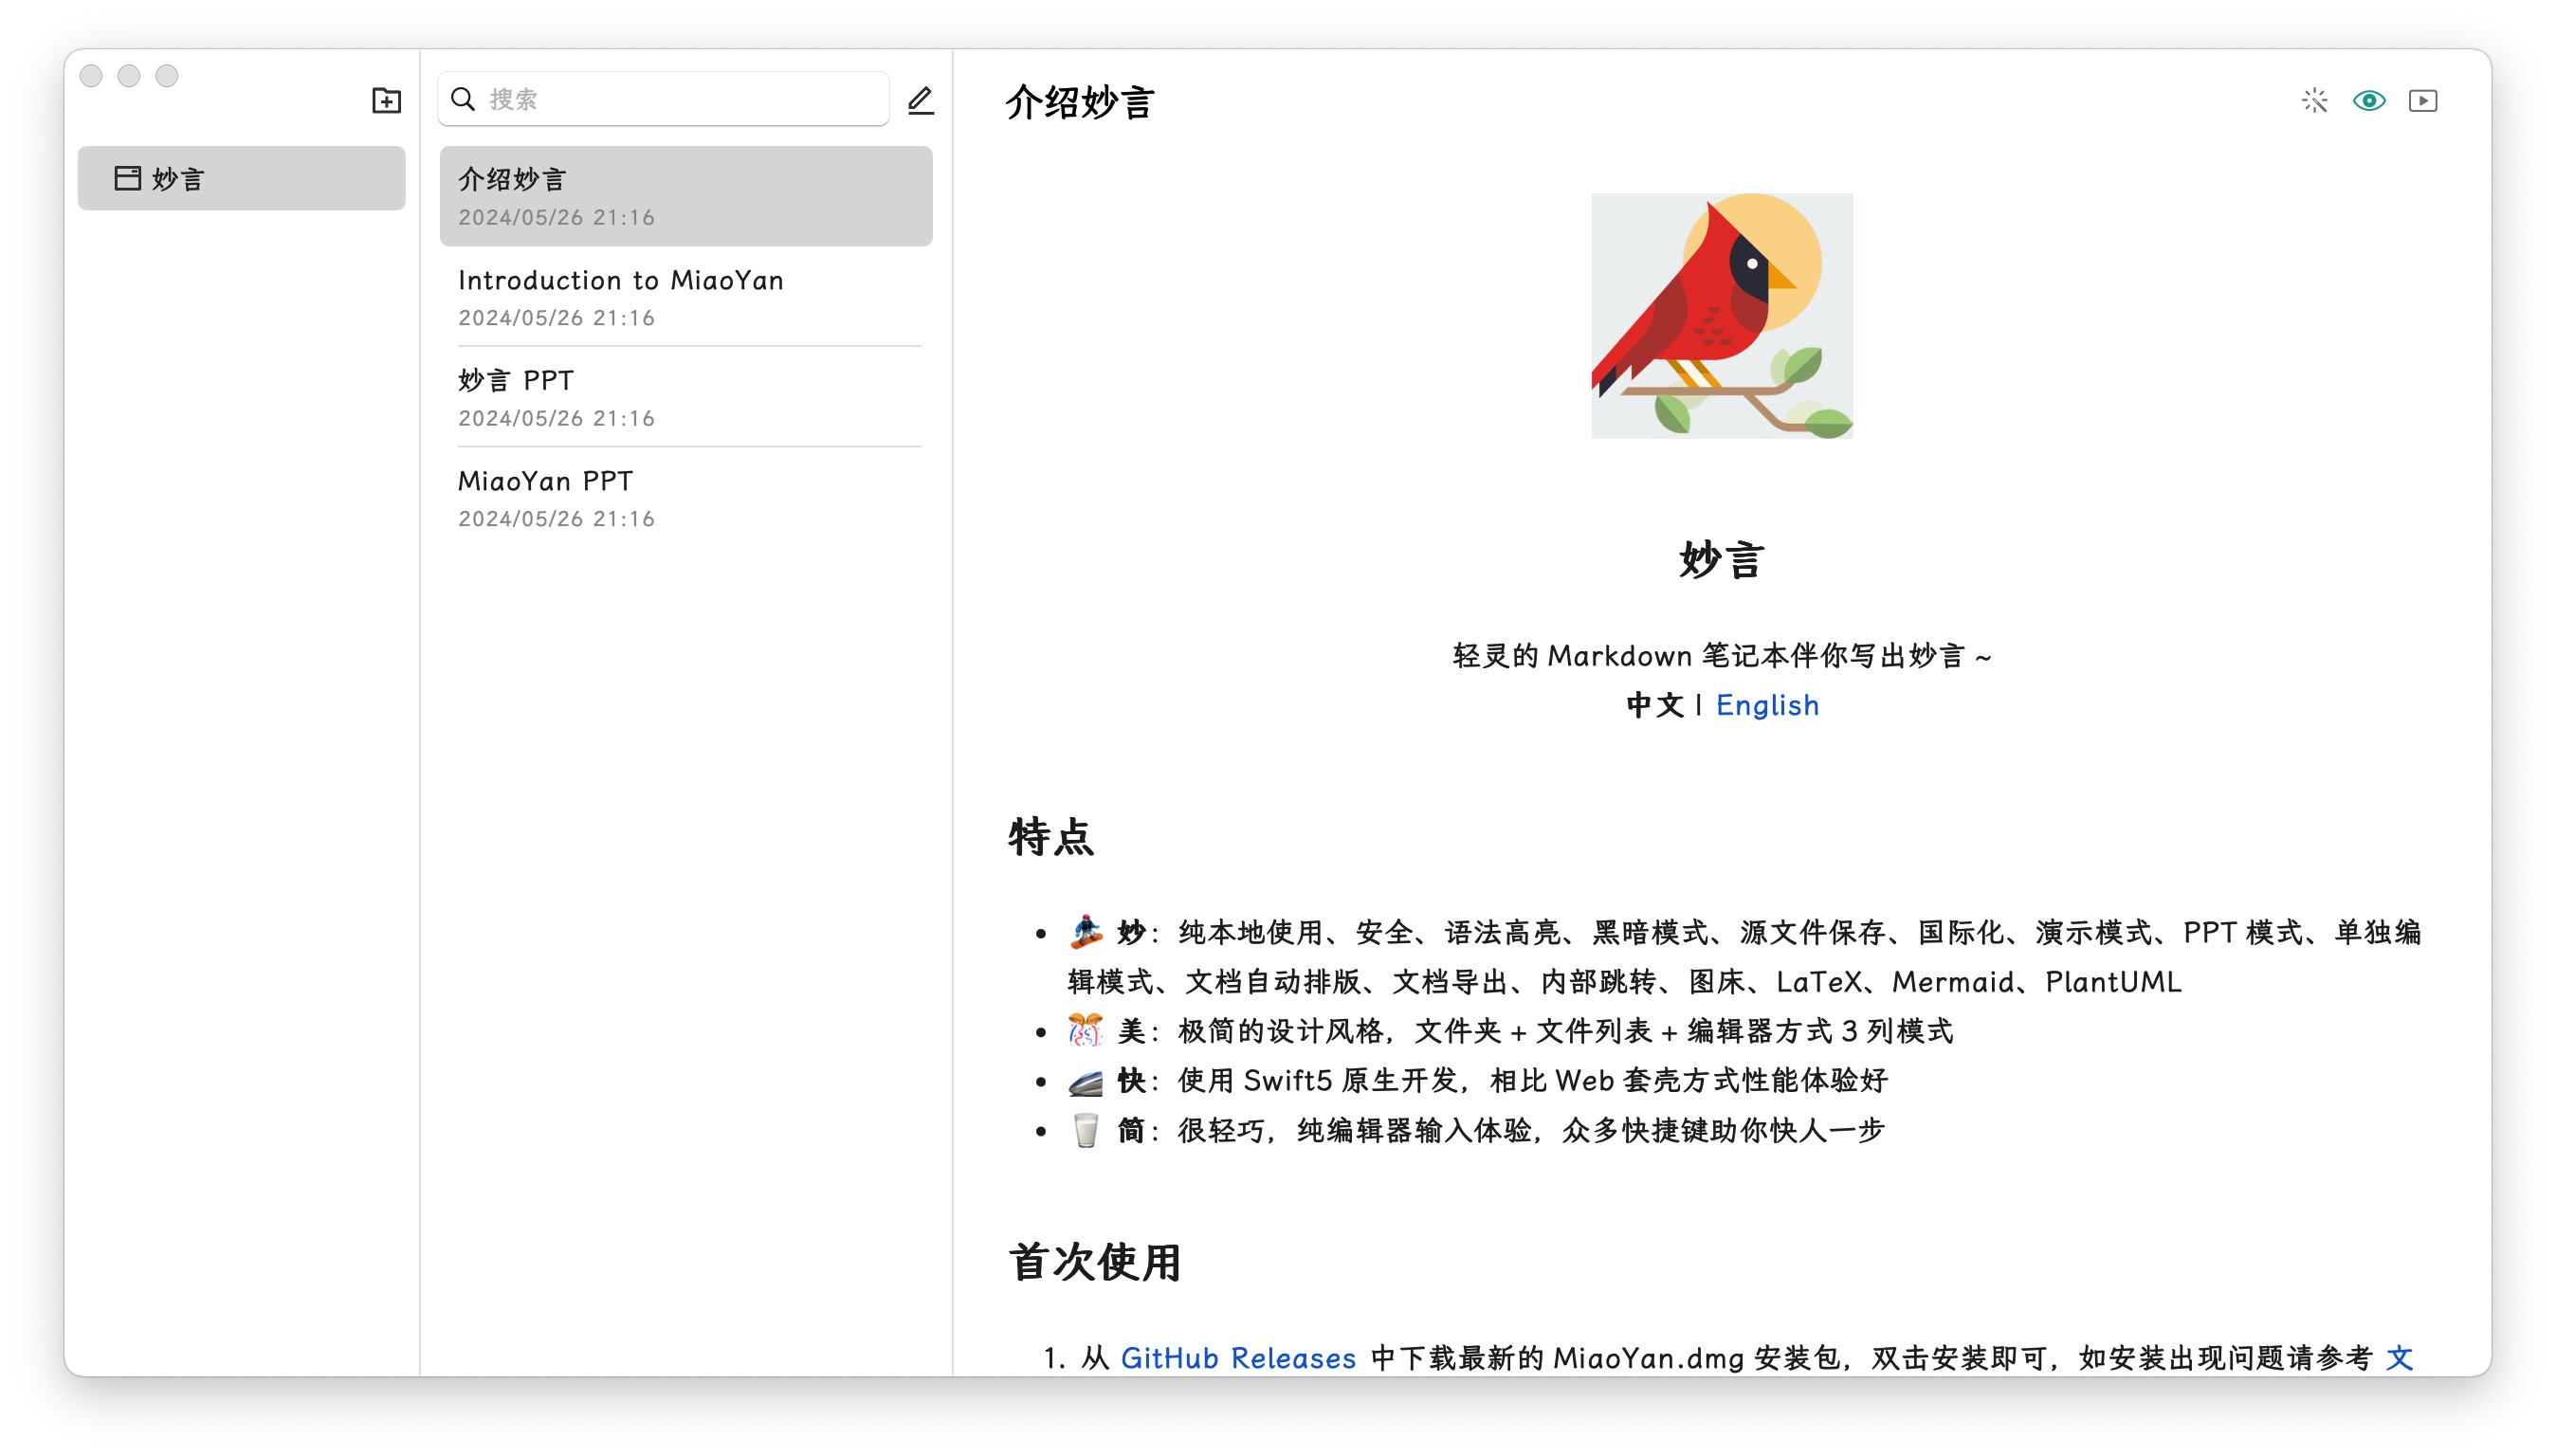 妙言
搜索
介绍妙言
2024/05/26 21:16
Introduction to MiaoYan
2024/05/26 21:16
妙言 PPT
2024/05/26 21:16
MiaoYan PPT
2024/05/26 21:16
介绍妙言
妙言
轻灵的 Markdown 笔记本伴你写出妙言 ~
中文 | English
特点
• 🏂 妙：纯本地使用、安全、语法高亮、黑暗模式、源文件保存、国际化、演示模式、PPT 模式、单独编
辑模式、文档自动排版、文档导出、内部跳转、图床、LaTeX、Mermaid、PlantUML
• 🎊 美：极简的设计风格，文件夹 + 文件列表 + 编辑器方式 3 列模式
• 🚄 快：使用 Swift5 原生开发，相比 Web 套壳方式性能体验好
• 🥛 简：很轻巧，纯编辑器输入体验，众多快捷键助你快人一步
首次使用
1. 从 GitHub Releases 中下载最新的 MiaoYan.dmg 安装包，双击安装即可，如安装出现问题请参考 文